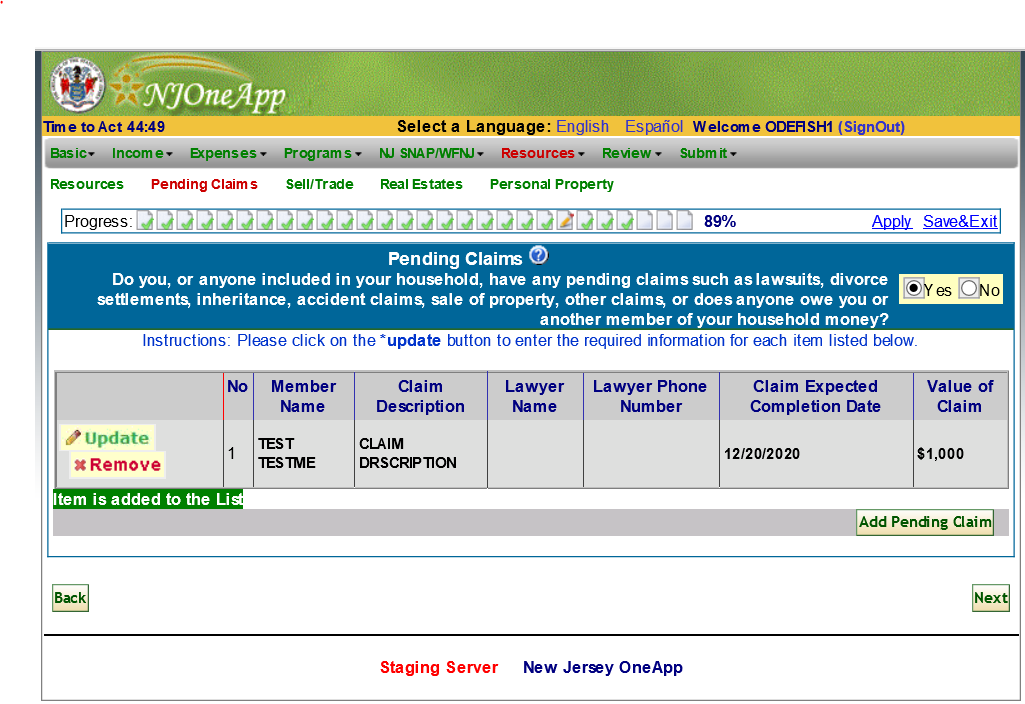 NJOneApp
Time to Act 44:49 Select a Language: English Español Welcome ODEFISH1 (SignOut)
Basic Income Expenses Programs NJ SNAP/WFNJ Resources Review Submit
Resources Pending Claims Sell/Trade Real Estates Personal Property
Progress: 89% Apply Save&Exit
Pending Claims ?
Do you, or anyone included in your household, have any pending claims such as lawsuits, divorce
settlements, inheritance, accident claims, sale of property, other claims, or does anyone owe you or
another member of your household money?
Yes No
Instructions: Please click on the *update button to enter the required information for each item listed below.
No Member Name Claim Description Lawyer Name Lawyer Phone Number Claim Expected Completion Date Value of Claim
Update
Remove
1 TEST TESTME CLAIM DRSCRIPTION 12/20/2020 $1,000
Item is added to the List
Add Pending Claim
Back Next
Staging Server New Jersey OneApp